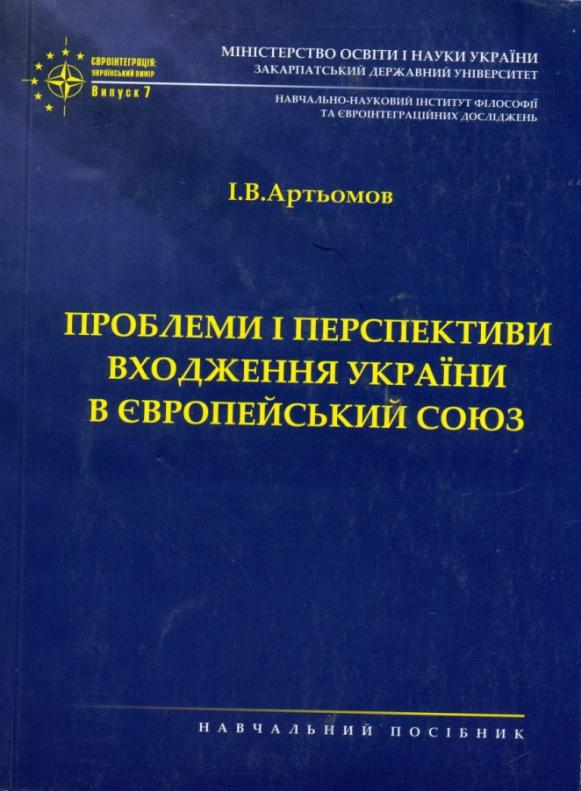 ЄВРОІНТЕГРАЦІЯ:
УКРАЇНСЬКИЙ ВИМІР
Випуск 7
МІНІСТЕРСТВО ОСВІТИ І НАУКИ УКРАЇНИ
ЗАКАРПАТСЬКИЙ ДЕРЖАВНИЙ УНІВЕРСИТЕТ
НАВЧАЛЬНО-НАУКОВИЙ ІНСТИТУТ ФІЛОСОФІЇ
ТА ЄВРОІНТЕГРАЦІЙНИХ ДОСЛІДЖЕНЬ
І.В.Артьомов
ПРОБЛЕМИ І ПЕРСПЕКТИВИ
ВХОДЖЕННЯ УКРАЇНИ
В ЄВРОПЕЙСЬКИЙ СОЮЗ
НАВЧАЛЬНИЙ ПОСІБНИК